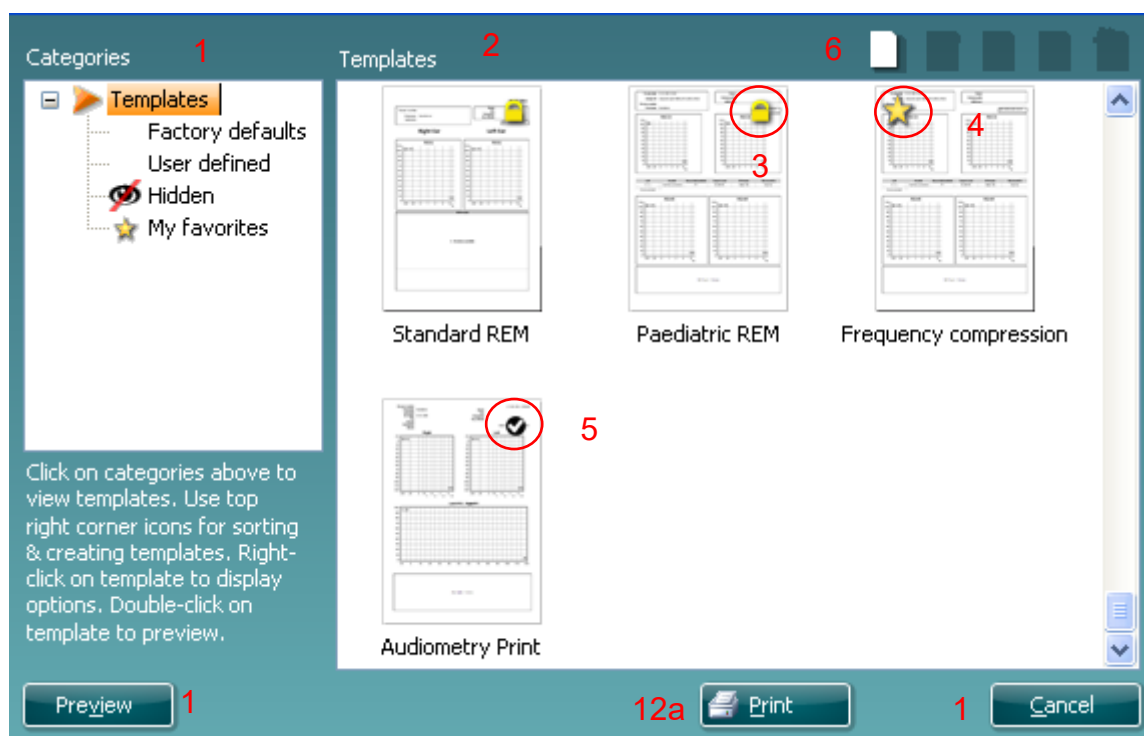 Categories 1
Templates 2
6
Templates
Factory defaults
User defined
Hidden
My favorites
3
4
Standard REM
Paediatric REM
Frequency compression
5
Audiometry Print
Click on categories above to
view templates. Use top
right corner icons for sorting
& creating templates. Right-
click on template to display
options. Double-click on
template to preview.
Preview 1
12a Print
1 Cancel